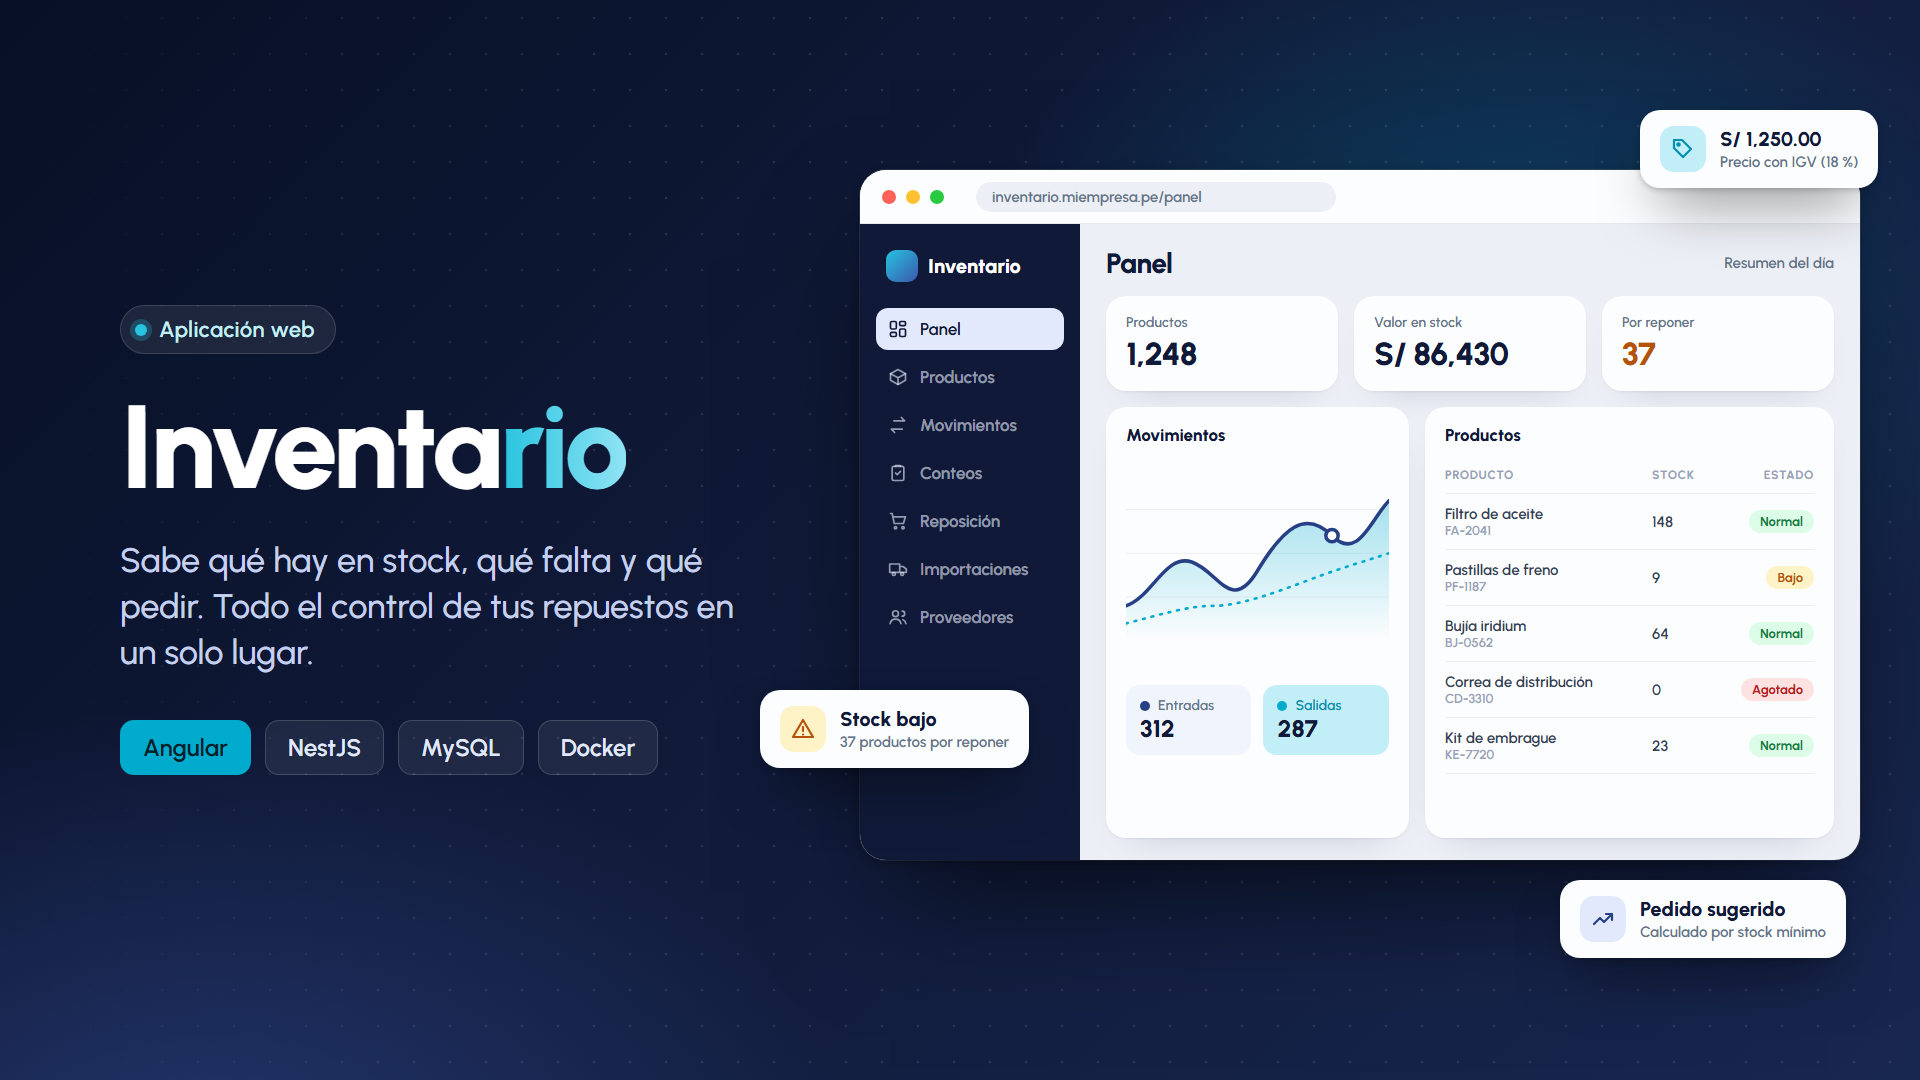 Aplicación web
Inventario
Sabe qué hay en stock, qué falta y qué
pedir. Todo el control de tus repuestos en
un solo lugar.
Angular
NestJS
MySQL
Docker
S/ 1,250.00
Precio con IGV (18 %)
inventario.miempresa.pe/panel
Inventario
Panel
Productos
Movimientos
Conteos
Reposición
Importaciones
Proveedores
Stock bajo
37 productos por reponer
Panel
Resumen del día
Productos
1,248
Valor en stock
S/ 86,430
Por reponer
37
Movimientos
Entradas
312
Salidas
287
Productos
PRODUCTO STOCK ESTADO
Filtro de aceite
FA-2041
148
Normal
Pastillas de freno
PF-1187
9
Bajo
Bujía iridium
BJ-0562
64
Normal
Correa de distribución
CD-3310
0
Agotado
Kit de embrague
KE-7720
23
Normal
Pedido sugerido
Calculado por stock mínimo